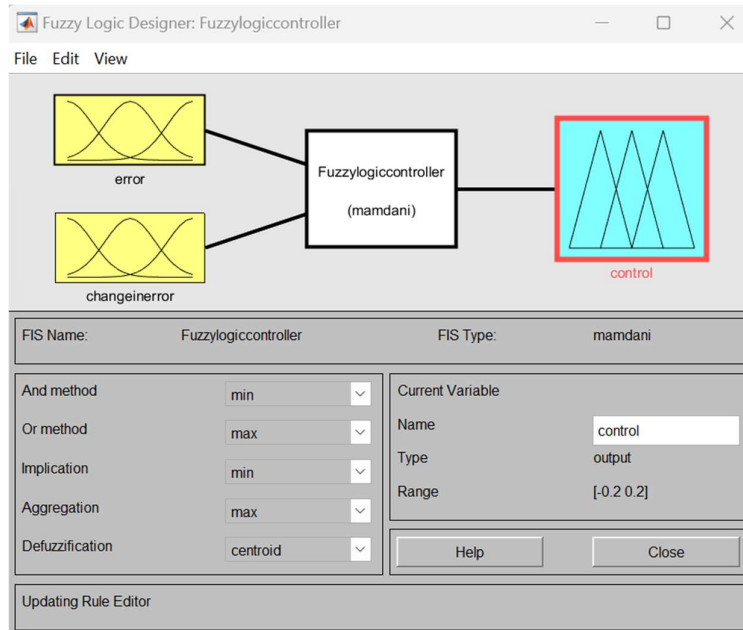 Fuzzy Logic Designer: Fuzzylogiccontroller
File Edit View
error
changeinerror
Fuzzylogiccontroller
(mamdani)
control
FIS Name: Fuzzylogiccontroller FIS Type: mamdani
And method min
Or method max
Implication min
Aggregation max
Defuzzification centroid
Current Variable
Name control
Type output
Range [-0.2 0.2]
Help Close
Updating Rule Editor